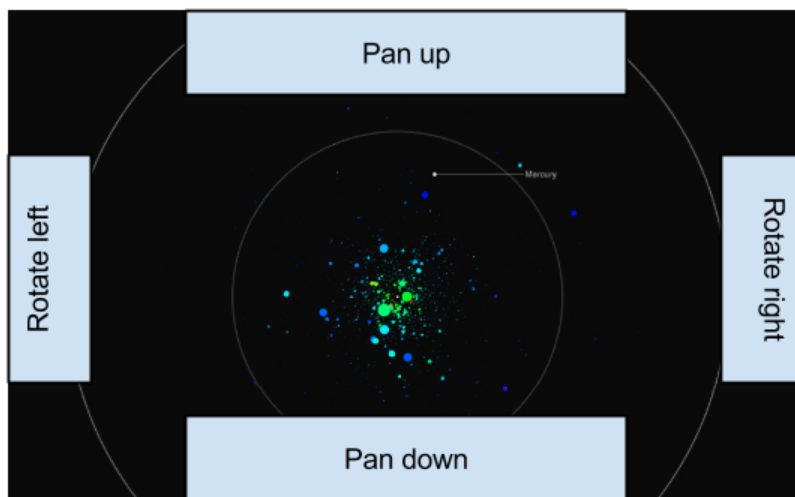 Pan up
Mercury
Rotate left
Rotate right
Pan down